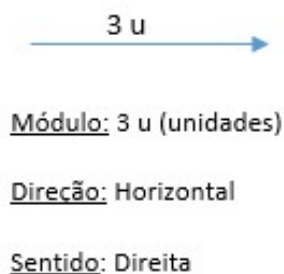 3 u
Módulo: 3 u (unidades)
Direção: Horizontal
Sentido: Direita